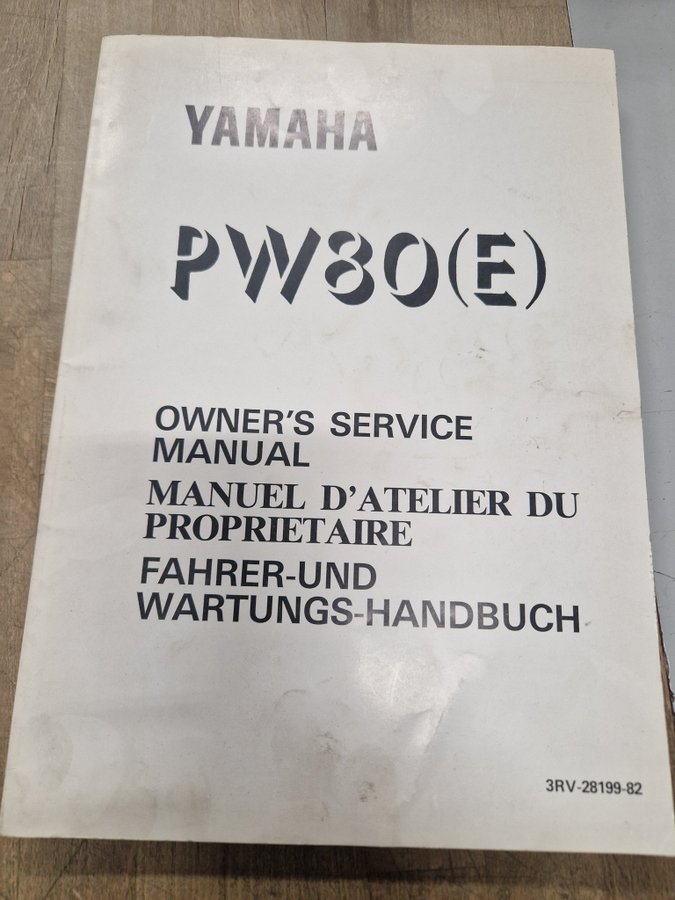 YAMAHA
PW80(E)
OWNER'S SERVICE
MANUAL
MANUEL D'ATELIER DU
PROPRIETAIRE
FAHRER-UND
WARTUNGS-HANDBUCH
3RV-28199-82